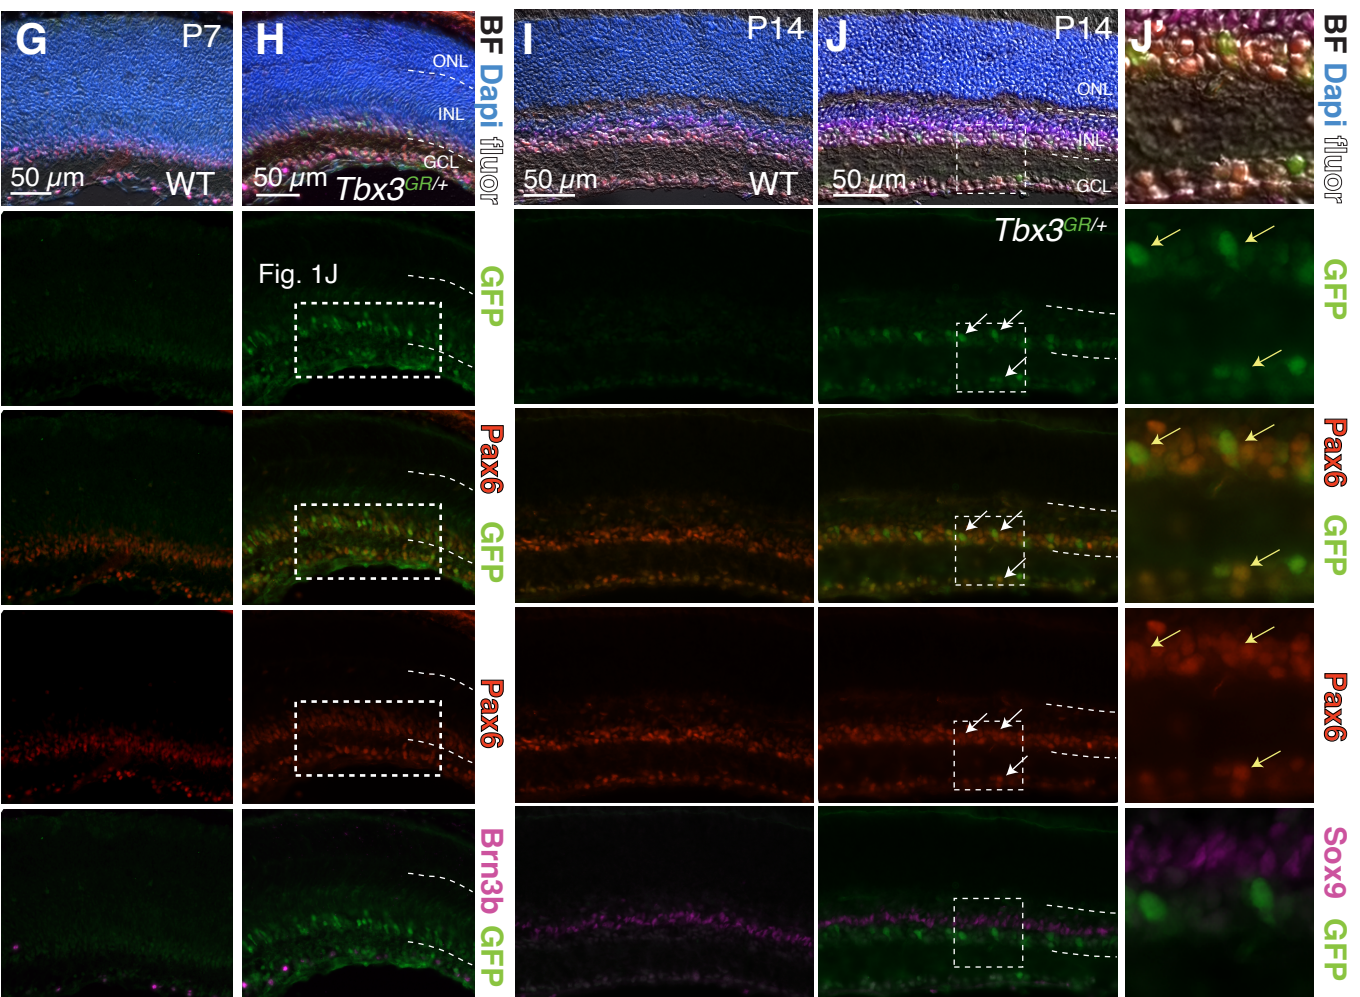 G P7
50 µm WT
H
ONL
INL
GCL
50 µm Tbx3GR/+
BF Dapi fluor
I P14
50 µm WT
J P14
ONL
INL
GCL
50 µm
J'
BF Dapi fluor
Fig. 1J
GFP
Tbx3GR/+
GFP
Pax6 GFP
Pax6 GFP
Pax6
Pax6
Brn3b GFP
Sox9 GFP